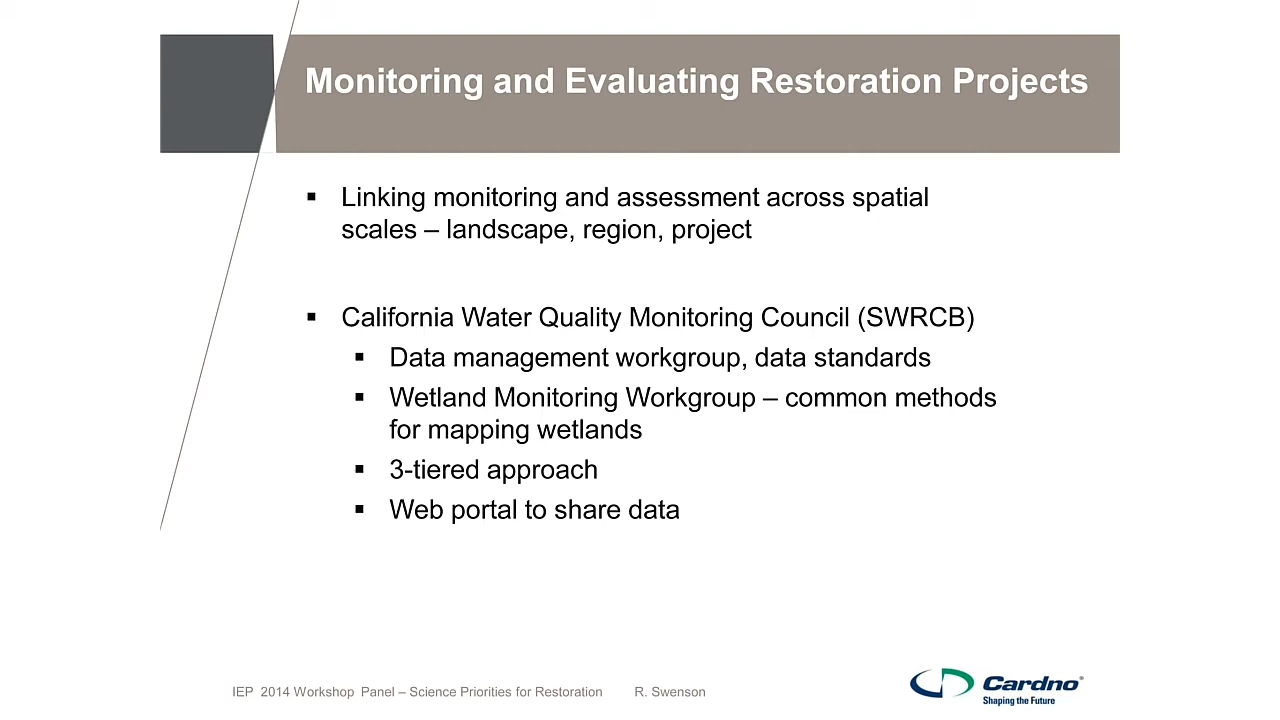 Monitoring and Evaluating Restoration Projects
▪ Linking monitoring and assessment across spatial
scales – landscape, region, project
▪ California Water Quality Monitoring Council (SWRCB)
▪ Data management workgroup, data standards
▪ Wetland Monitoring Workgroup – common methods
for mapping wetlands
▪ 3-tiered approach
▪ Web portal to share data
IEP 2014 Workshop Panel – Science Priorities for Restoration R. Swenson
Cardno®
Shaping the Future